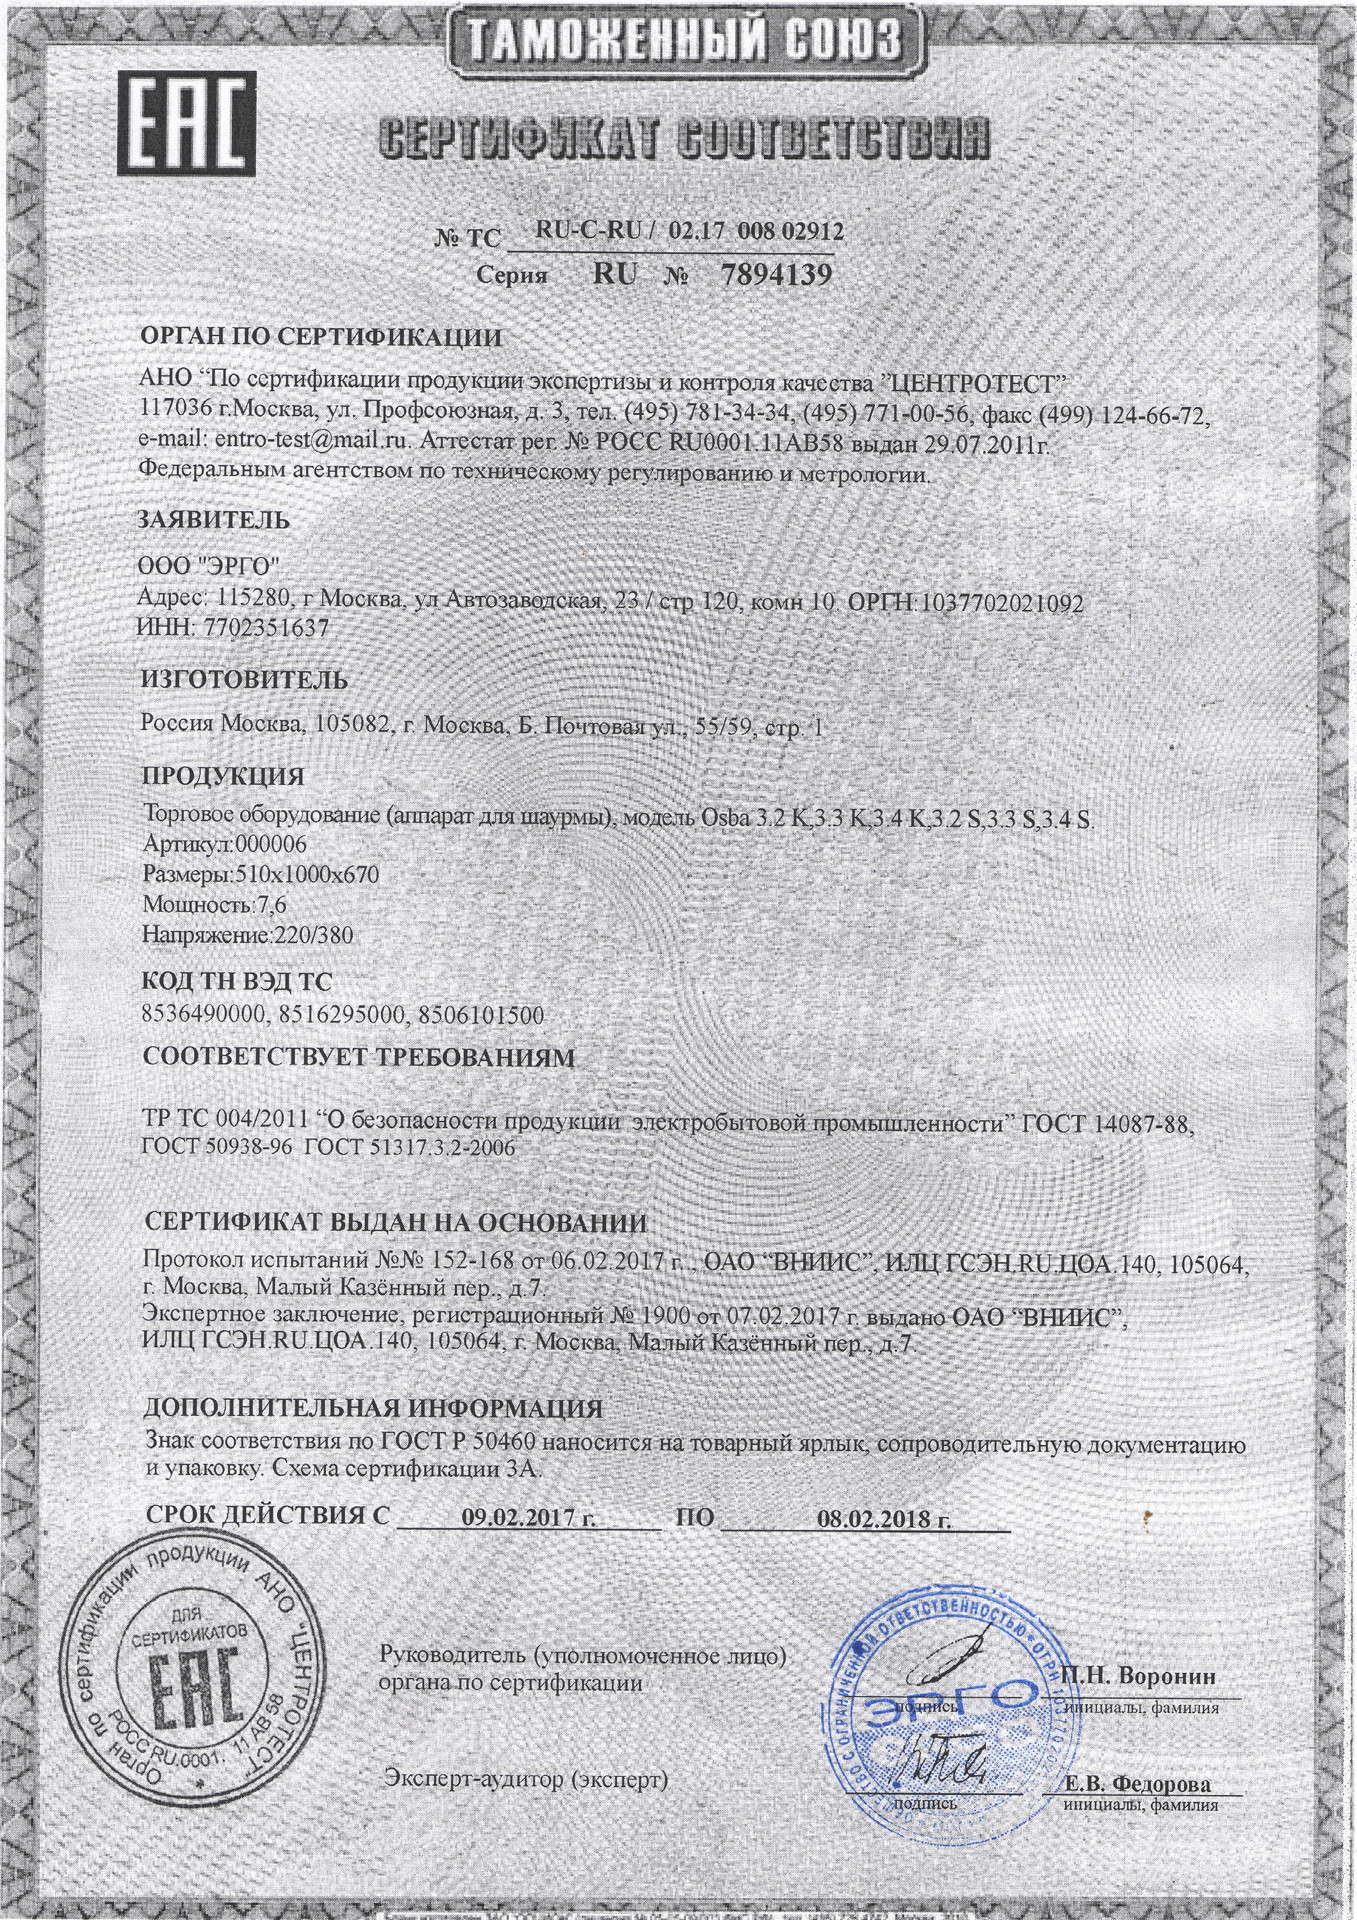 ТАМОЖЕННЫЙ СОЮЗ
ЕАС
СЕРТИФИКАТ СООТВЕТСТВИЯ
№ ТС RU-C-RU / 02.17 008 02912
Серия RU № 7894139
ОРГАН ПО СЕРТИФИКАЦИИ
АНО “По сертификации продукции экспертизы и контроля качества ”ЦЕНТРОТЕСТ”
117036 г.Москва, ул. Профсоюзная, д. 3, тел. (495) 781-34-34, (495) 771-00-56, факс (499) 124-66-72,
e-mail: entro-test@mail.ru. Аттестат рег. № РОСС RU0001.11АВ58 выдан 29.07.2011г.
Федеральным агентством по техническому регулированию и метрологии.
ЗАЯВИТЕЛЬ
ООО "ЭРГО"
Адрес: 115280, г Москва, ул Автозаводская, 23 / стр 120, комн 10. ОРГН:1037702021092
ИНН: 7702351637
ИЗГОТОВИТЕЛЬ
Россия Москва, 105082, г. Москва, Б. Почтовая ул., 55/59, стр. 1
ПРОДУКЦИЯ
Торговое оборудование (аппарат для шаурмы), модель Osba 3.2 K,3.3 K,3.4 K,3.2 S,3.3 S,3.4 S.
Артикул:000006
Размеры:510х1000х670
Мощность:7,6
Напряжение:220/380
КОД ТН ВЭД ТС
8536490000, 8516295000, 8506101500
СООТВЕТСТВУЕТ ТРЕБОВАНИЯМ
ТР ТС 004/2011 “О безопасности продукции электробытовой промышленности” ГОСТ 14087-88,
ГОСТ 50938-96 ГОСТ 51317.3.2-2006
СЕРТИФИКАТ ВЫДАН НА ОСНОВАНИИ
Протокол испытаний №№ 152-168 от 06.02.2017 г.., ОАО “ВНИИС”, ИЛЦ ГСЭН.RU.ЦОА.140, 105064,
г. Москва, Малый Казённый пер., д.7.
Экспертное заключение, регистрационный № 1900 от 07.02.2017 г. выдано ОАО “ВНИИС”,
ИЛЦ ГСЭН.RU.ЦОА.140, 105064, г. Москва, Малый Казённый пер., д.7.
ДОПОЛНИТЕЛЬНАЯ ИНФОРМАЦИЯ
Знак соответствия по ГОСТ Р 50460 наносится на товарный ярлык, сопроводительную документацию
и упаковку. Схема сертификации 3А.
СРОК ДЕЙСТВИЯ С 09.02.2017 г. ПО 08.02.2018 г.
Орган по сертификации продукции АНО "ЦЕНТРОТЕСТ"
ДЛЯ
СЕРТИФИКАТОВ
ЕАС
РОСС RU.0001. 11 АВ 58
Руководитель (уполномоченное лицо)
органа по сертификации
подпись
П.Н. Воронин
инициалы, фамилия
ОБЩЕСТВО С ОГРАНИЧЕННОЙ ОТВЕТСТВЕННОСТЬЮ
ЭРГО
Эксперт-аудитор (эксперт)
подпись
Е.В. Федорова
инициалы, фамилия